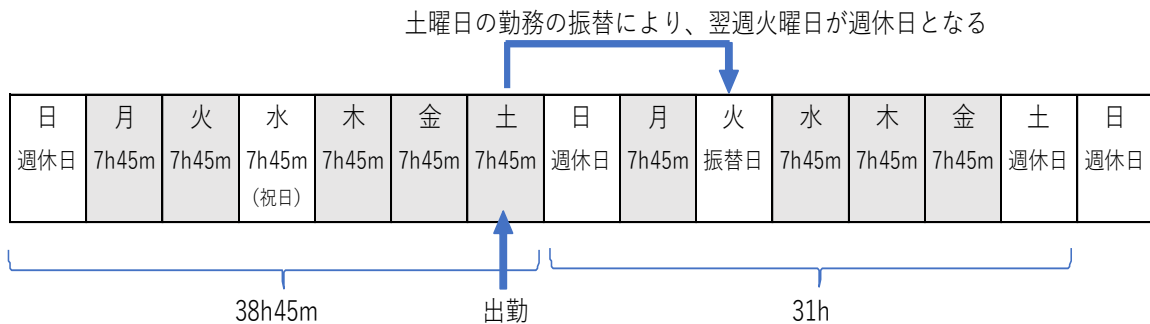 土曜日の勤務の振替により、翌週火曜日が週休日となる
日 月 火 水 木 金 土 日 月 火 水 木 金 土 日
週休日 7h45m 7h45m 7h45m 7h45m 7h45m 7h45m 週休日 7h45m 振替日 7h45m 7h45m 7h45m 週休日 週休日
（祝日）
38h45m 出勤 31h